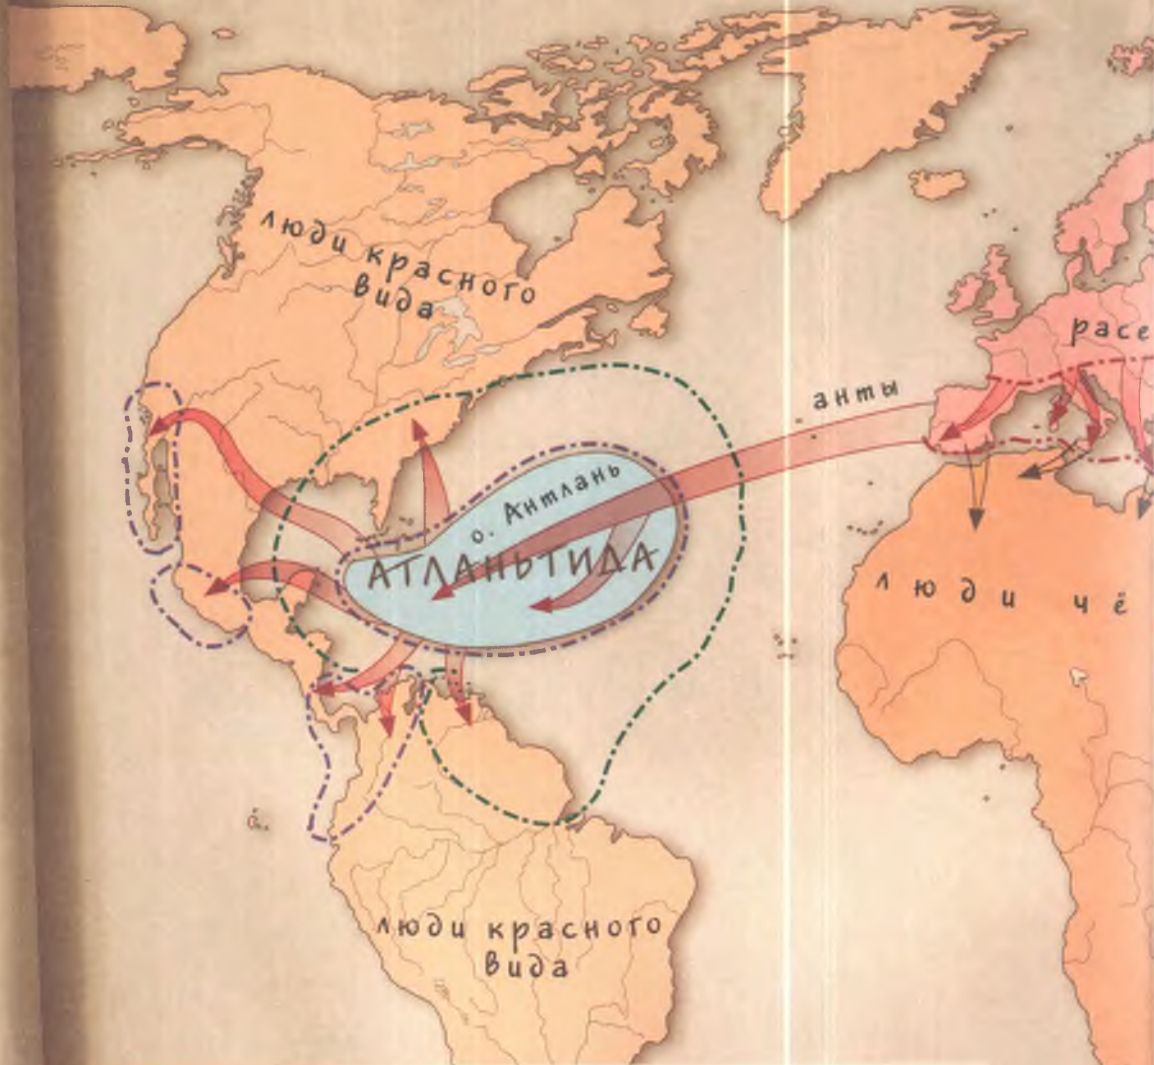 люди красного
вида
расе
анты
о. Антлань
АТЛАНЬТИДА
люди чё
люди красного
вида